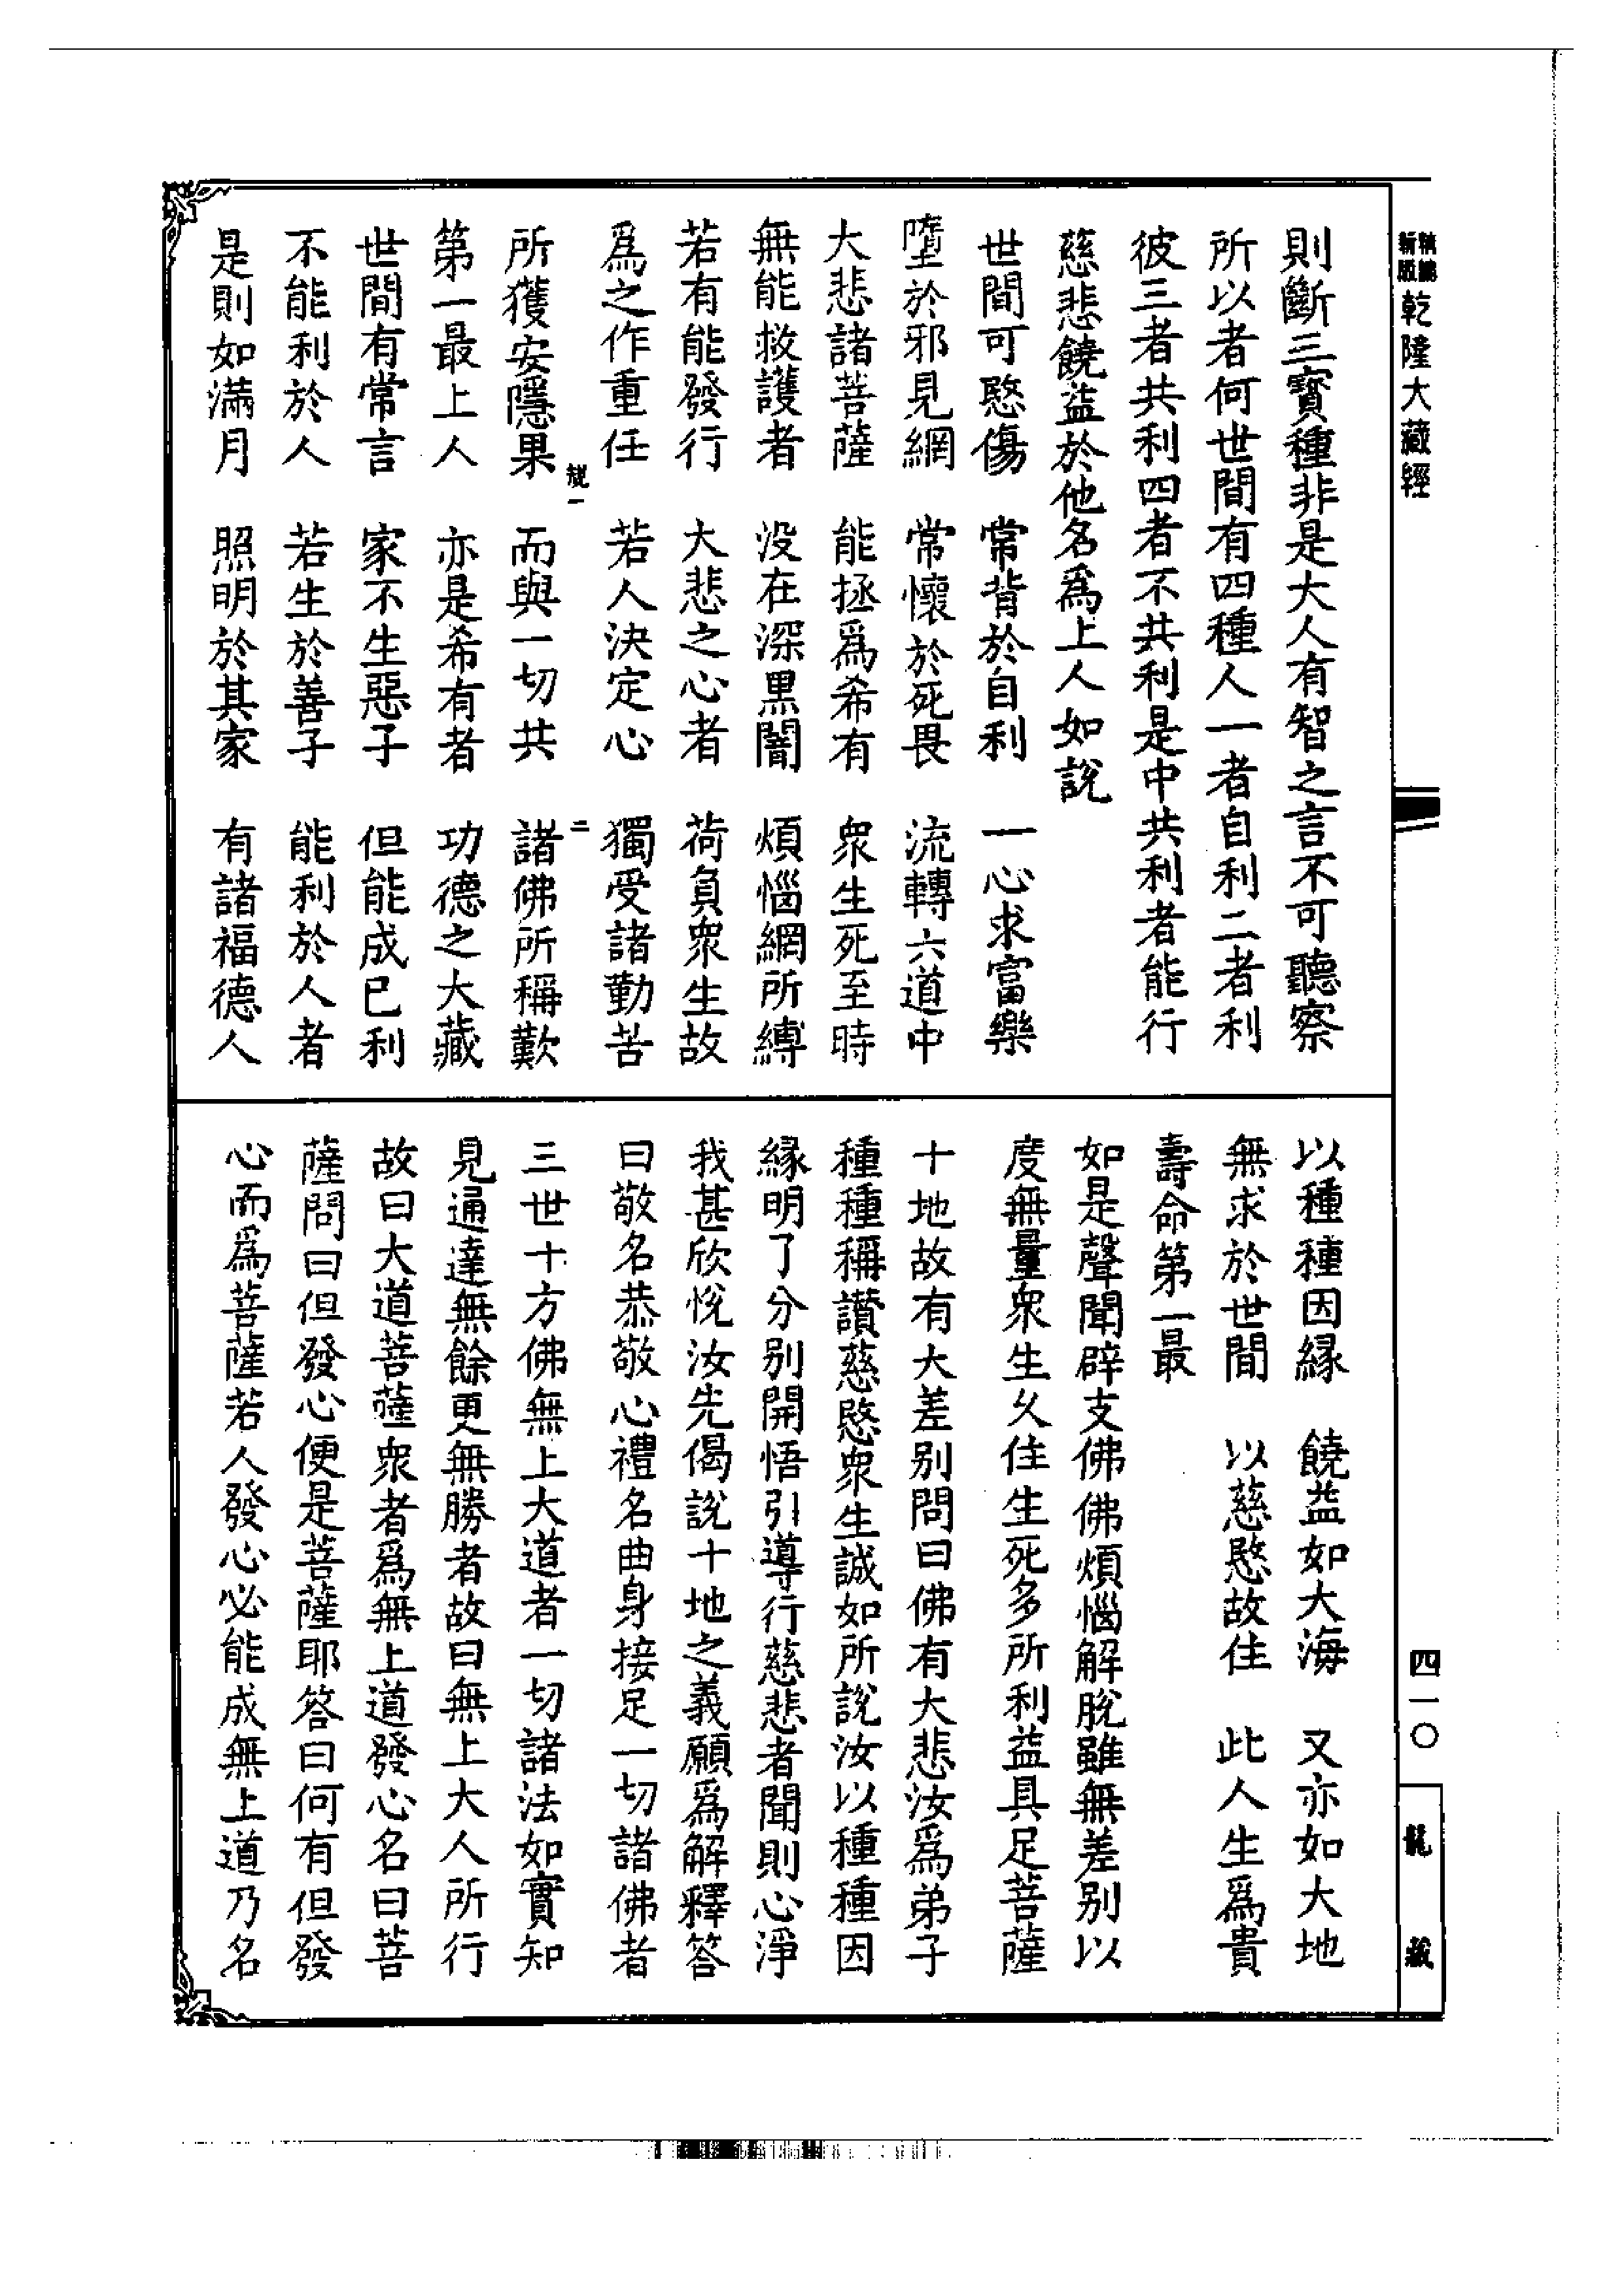 新版
精縮
乾隆大藏經
則斷三寶種非是大人有智之言不可聽察
所以者何世間有四種人一者自利二者利
彼三者共利四者不共利是中共利者能行
慈悲饒益於他名爲上人如說
世間可愍傷　常背於自利　一心求富樂
墮於邪見網　常懷於死畏　流轉六道中
大悲諸菩薩　能拯爲希有　衆生死至時
無能救護者　没在深黑闇　煩惱網所縛
若有能發行　大悲之心者　荷負衆生故
爲之作重任　若人決定心　獨受諸勤苦
所獲安隱果　而與一切共　諸佛所稱歎
第一最上人　亦是希有者　功德之大藏
世間有常言　家不生惡子　但能成已利
不能利於人　若生於善子　能利於人者
是則如滿月　照明於其家　有諸福德人
以種種因緣　饒益如大海　又亦如大地
無求於世間　以慈愍故住　此人生爲貴
壽命第一最
如是聲聞辟支佛佛煩惱解脫雖無差别以
度無量衆生久住生死多所利益具足菩薩
十地故有大差别問曰佛有大悲汝爲弟子
種種稱讚慈愍衆生誠如所說汝以種種因
緣明了分别開悟引導行慈悲者聞則心淨
我甚欣悅汝先偈說十地之義願爲解釋答
曰敬名恭敬心禮名曲身接足一切諸佛者
三世十方佛無上大道者一切諸法如實知
見通達無餘更無勝者故曰無上大人所行
故曰大道菩薩衆者爲無上道發心名曰菩
薩問曰但發心便是菩薩耶答曰何有但發
心而爲菩薩若人發心必能成無上道乃名
四一〇
龍藏